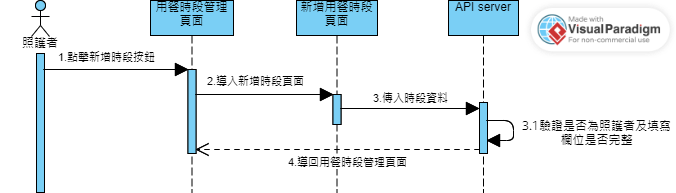 用餐時段管理
頁面
新增用餐時段
頁面
API server
Made with
VisualParadigm
For non-commercial use
照護者
1.點擊新增時段按鈕
2.導入新增時段頁面
3.傳入時段資料
3.1驗證是否為照護者及填寫
欄位是否完整
4.導回用餐時段管理頁面